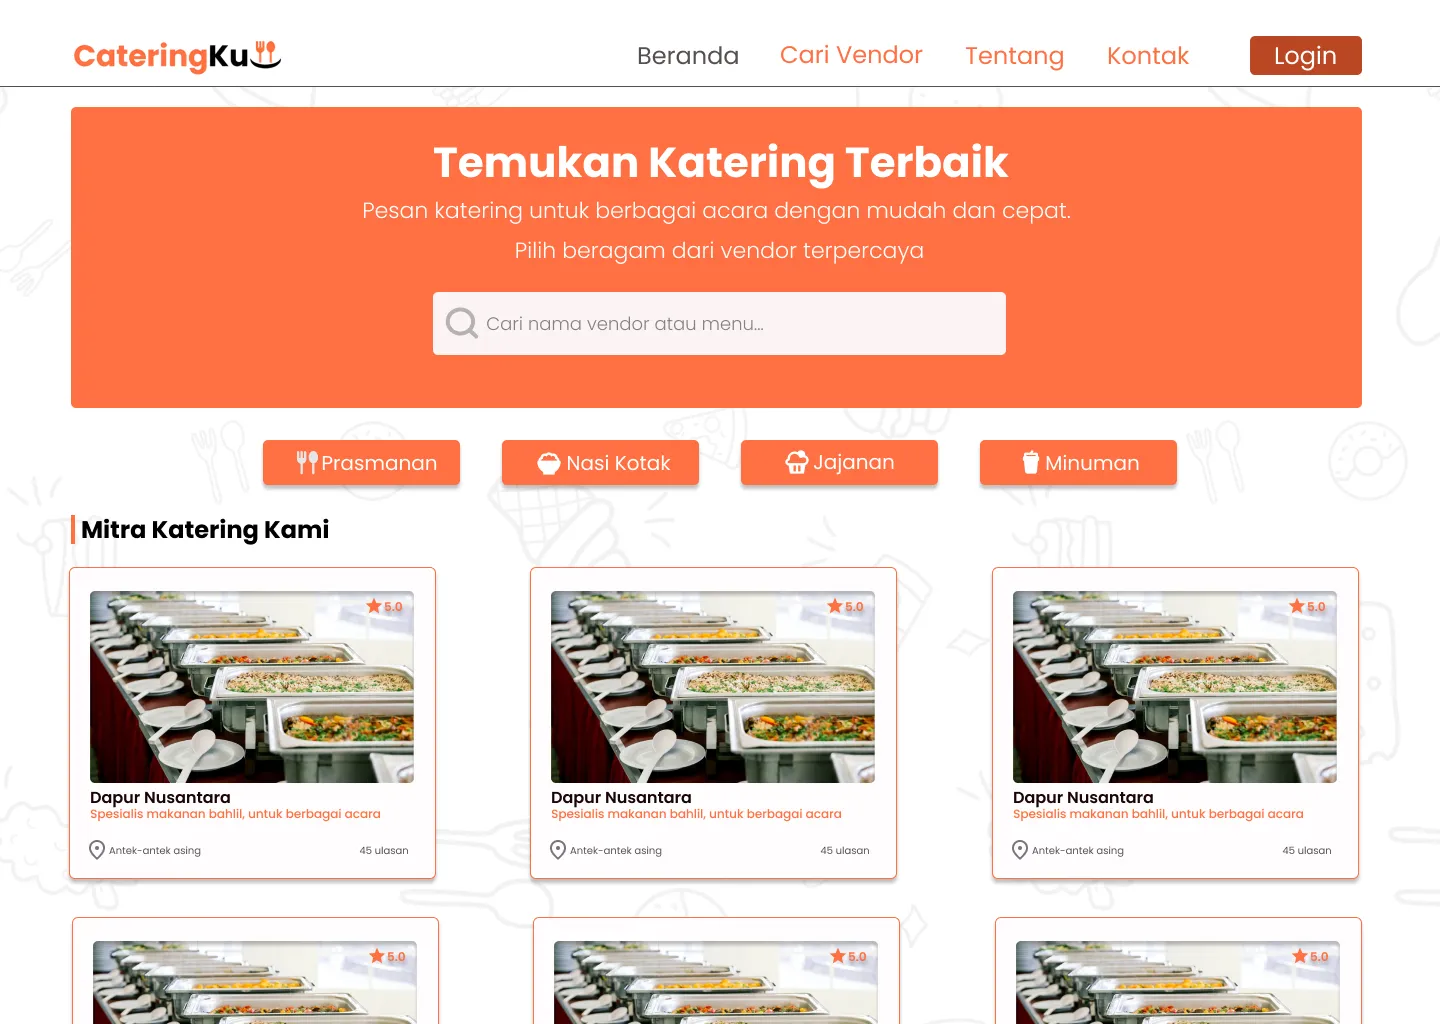 CateringKu
Beranda
Cari Vendor
Tentang
Kontak
Login
Temukan Katering Terbaik
Pesan katering untuk berbagai acara dengan mudah dan cepat.
Pilih beragam dari vendor terpercaya
Cari nama vendor atau menu...
Prasmanan
Nasi Kotak
Jajanan
Minuman
Mitra Katering Kami
5.0
Dapur Nusantara
Spesialis makanan bahlil, untuk berbagai acara
Antek-antek asing
45 ulasan
5.0
Dapur Nusantara
Spesialis makanan bahlil, untuk berbagai acara
Antek-antek asing
45 ulasan
5.0
Dapur Nusantara
Spesialis makanan bahlil, untuk berbagai acara
Antek-antek asing
45 ulasan
5.0
5.0
5.0